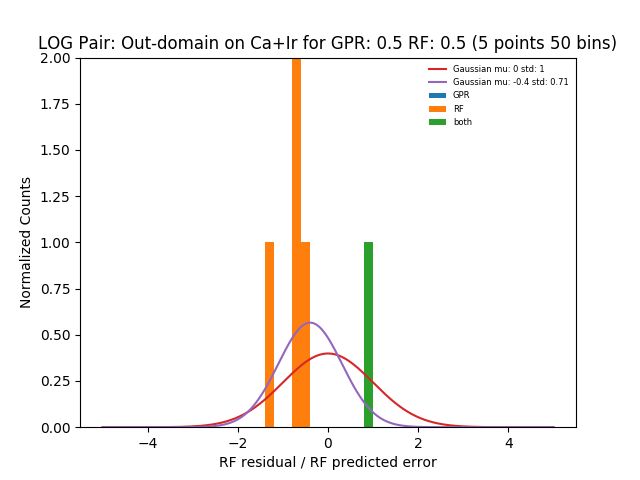 LOG Pair: Out-domain on Ca+Ir for GPR: 0.5 RF: 0.5 (5 points 50 bins)
Gaussian mu: 0 std: 1
Gaussian mu: -0.4 std: 0.71
GPR
RF
both
Normalized Counts
2.00
1.75
1.50
1.25
1.00
0.75
0.50
0.25
0.00
−4
−2
0
2
4
RF residual / RF predicted error